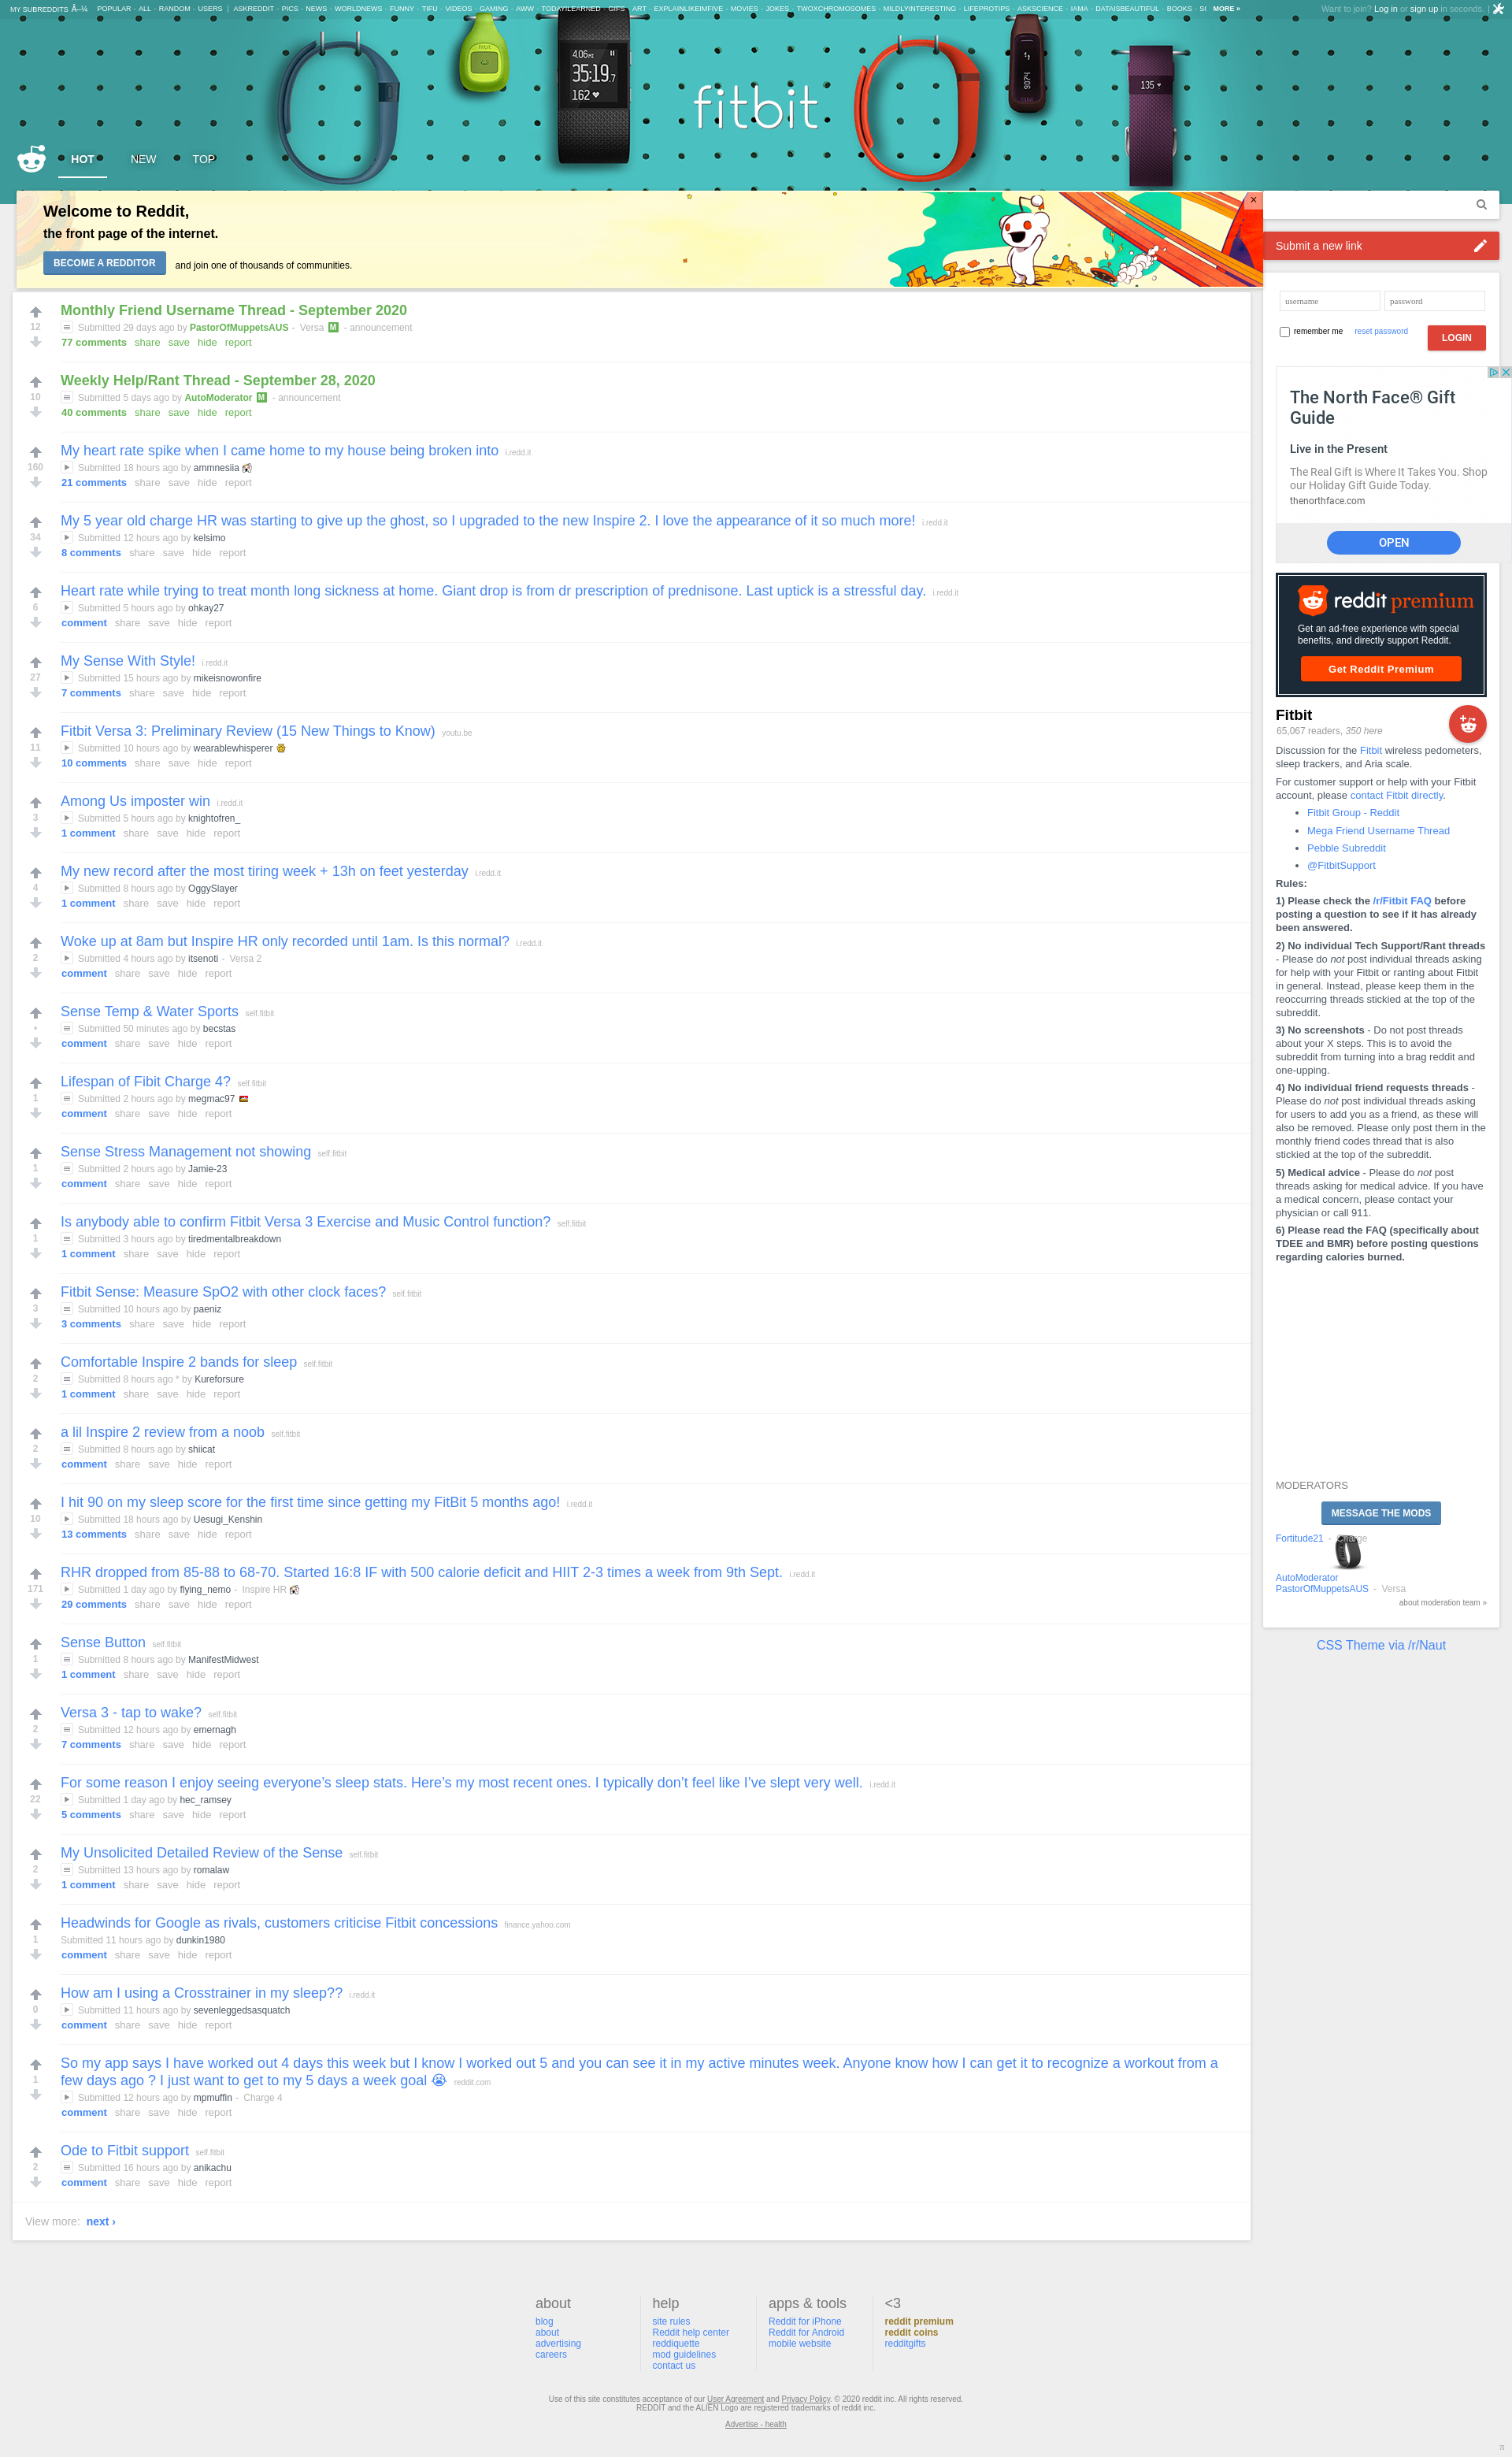 MY SUBREDDITS Â–¼ POPULAR - ALL - RANDOM - USERS | ASKREDDIT - PICS - NEWS - WORLDNEWS - FUNNY - TIFU - VIDEOS - GAMING - AWW - TODAYILEARNED - GIFS - ART - EXPLAINLIKEIMFIVE - MOVIES - JOKES - TWOXCHROMOSOMES - MILDLYINTERESTING - LIFEPROTIPS - ASKSCIENCE - IAMA - DATAISBEAUTIFUL - BOOKS - MORE »
Want to join? Log in or sign up in seconds. |
4:06
35:19.7
162
fitbit
135
HOT NEW TOP
Welcome to Reddit,
the front page of the internet.
BECOME A REDDITOR and join one of thousands of communities.
×
Submit a new link
username password
remember me reset password LOGIN
The North Face® Gift Guide
Live in the Present
The Real Gift is Where It Takes You. Shop our Holiday Gift Guide Today.
thenorthface.com
OPEN
reddit premium
Get an ad-free experience with special benefits, and directly support Reddit.
Get Reddit Premium
Fitbit
65,067 readers, 350 here
Discussion for the Fitbit wireless pedometers, sleep trackers, and Aria scale.
For customer support or help with your Fitbit account, please contact Fitbit directly.
Fitbit Group - Reddit
Mega Friend Username Thread
Pebble Subreddit
@FitbitSupport
Rules:
1) Please check the /r/Fitbit FAQ before posting a question to see if it has already been answered.
2) No individual Tech Support/Rant threads - Please do not post individual threads asking for help with your Fitbit or ranting about Fitbit in general. Instead, please keep them in the reoccurring threads stickied at the top of the subreddit.
3) No screenshots - Do not post threads about your X steps. This is to avoid the subreddit from turning into a brag reddit and one-upping.
4) No individual friend requests threads - Please do not post individual threads asking for users to add you as a friend, as these will also be removed. Please only post them in the monthly friend codes thread that is also stickied at the top of the subreddit.
5) Medical advice - Please do not post threads asking for medical advice. If you have a medical concern, please contact your physician or call 911.
6) Please read the FAQ (specifically about TDEE and BMR) before posting questions regarding calories burned.
MODERATORS
MESSAGE THE MODS
Fortitude21 -
AutoModerator
PastorOfMuppetsAUS - Versa
about moderation team »
CSS Theme via /r/Naut
Monthly Friend Username Thread - September 2020
12 Submitted 29 days ago by PastorOfMuppetsAUS - Versa M - announcement
77 comments share save hide report
Weekly Help/Rant Thread - September 28, 2020
10 Submitted 5 days ago by AutoModerator M - announcement
40 comments share save hide report
My heart rate spike when I came home to my house being broken into i.redd.it
160 Submitted 18 hours ago by ammnesiia
21 comments share save hide report
My 5 year old charge HR was starting to give up the ghost, so I upgraded to the new Inspire 2. I love the appearance of it so much more! i.redd.it
34 Submitted 12 hours ago by kelsimo
8 comments share save hide report
Heart rate while trying to treat month long sickness at home. Giant drop is from dr prescription of prednisone. Last uptick is a stressful day. i.redd.it
6 Submitted 5 hours ago by ohkay27
comment share save hide report
My Sense With Style! i.redd.it
27 Submitted 15 hours ago by mikeisnowonfire
7 comments share save hide report
Fitbit Versa 3: Preliminary Review (15 New Things to Know) youtu.be
11 Submitted 10 hours ago by wearablewhisperer
10 comments share save hide report
Among Us imposter win i.redd.it
3 Submitted 5 hours ago by knightofren_
1 comment share save hide report
My new record after the most tiring week + 13h on feet yesterday i.redd.it
4 Submitted 8 hours ago by OggySlayer
1 comment share save hide report
Woke up at 8am but Inspire HR only recorded until 1am. Is this normal? i.redd.it
2 Submitted 4 hours ago by itsenoti - Versa 2
comment share save hide report
Sense Temp & Water Sports self.fitbit
• Submitted 50 minutes ago by becstas
comment share save hide report
Lifespan of Fibit Charge 4? self.fitbit
1 Submitted 2 hours ago by megmac97
comment share save hide report
Sense Stress Management not showing self.fitbit
1 Submitted 2 hours ago by Jamie-23
comment share save hide report
Is anybody able to confirm Fitbit Versa 3 Exercise and Music Control function? self.fitbit
1 Submitted 3 hours ago by tiredmentalbreakdown
1 comment share save hide report
Fitbit Sense: Measure SpO2 with other clock faces? self.fitbit
3 Submitted 10 hours ago by paeniz
3 comments share save hide report
Comfortable Inspire 2 bands for sleep self.fitbit
2 Submitted 8 hours ago * by Kureforsure
1 comment share save hide report
a lil Inspire 2 review from a noob self.fitbit
2 Submitted 8 hours ago by shiicat
comment share save hide report
I hit 90 on my sleep score for the first time since getting my FitBit 5 months ago! i.redd.it
10 Submitted 18 hours ago by Uesugi_Kenshin
13 comments share save hide report
RHR dropped from 85-88 to 68-70. Started 16:8 IF with 500 calorie deficit and HIIT 2-3 times a week from 9th Sept. i.redd.it
171 Submitted 1 day ago by flying_nemo - Inspire HR
29 comments share save hide report
Sense Button self.fitbit
1 Submitted 8 hours ago by ManifestMidwest
1 comment share save hide report
Versa 3 - tap to wake? self.fitbit
2 Submitted 12 hours ago by emernagh
7 comments share save hide report
For some reason I enjoy seeing everyone’s sleep stats. Here’s my most recent ones. I typically don’t feel like I’ve slept very well. i.redd.it
22 Submitted 1 day ago by hec_ramsey
5 comments share save hide report
My Unsolicited Detailed Review of the Sense self.fitbit
2 Submitted 13 hours ago by romalaw
1 comment share save hide report
Headwinds for Google as rivals, customers criticise Fitbit concessions finance.yahoo.com
1 Submitted 11 hours ago by dunkin1980
comment share save hide report
How am I using a Crosstrainer in my sleep?? i.redd.it
0 Submitted 11 hours ago by sevenleggedsasquatch
comment share save hide report
So my app says I have worked out 4 days this week but I know I worked out 5 and you can see it in my active minutes week. Anyone know how I can get it to recognize a workout from a
few days ago ? I just want to get to my 5 days a week goal 😭 reddit.com
1 Submitted 12 hours ago by mpmuffin - Charge 4
comment share save hide report
Ode to Fitbit support self.fitbit
2 Submitted 16 hours ago by anikachu
comment share save hide report
View more: next ›
about
blog
about
advertising
careers
help
site rules
Reddit help center
reddiquette
mod guidelines
contact us
apps & tools
Reddit for iPhone
Reddit for Android
mobile website
<3
reddit premium
reddit coins
redditgifts
Use of this site constitutes acceptance of our User Agreement and Privacy Policy. © 2020 reddit inc. All rights reserved.
REDDIT and the ALIEN Logo are registered trademarks of reddit inc.
Advertise - health
π